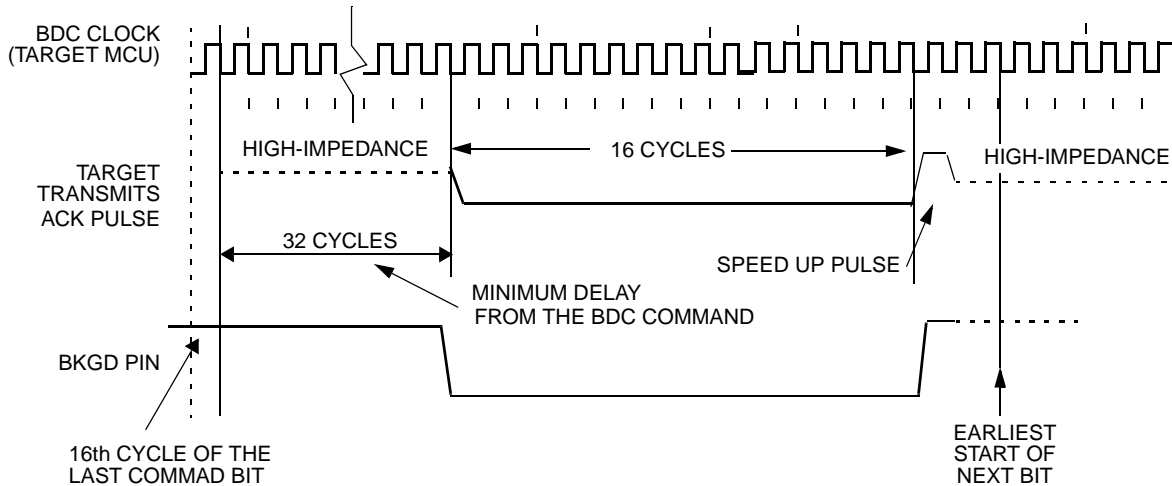 BDC CLOCK
(TARGET MCU)
HIGH-IMPEDANCE
16 CYCLES
HIGH-IMPEDANCE
TARGET
TRANSMITS
ACK PULSE
32 CYCLES
SPEED UP PULSE
MINIMUM DELAY
FROM THE BDC COMMAND
BKGD PIN
16th CYCLE OF THE
LAST COMMAD BIT
EARLIEST
START OF
NEXT BIT